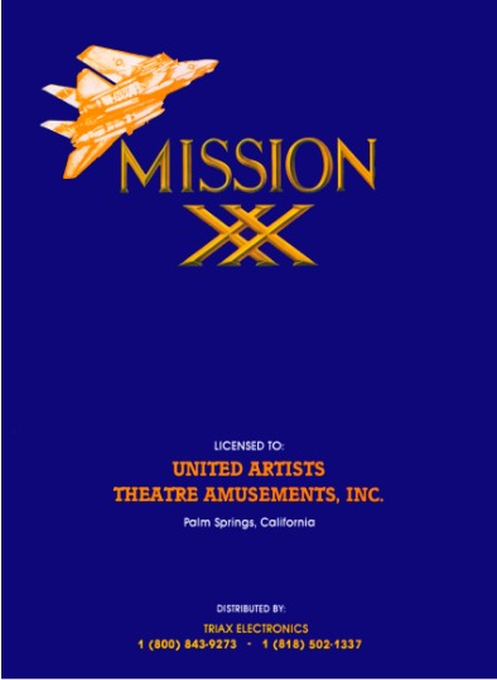 MISSION
XX
LICENSED TO:
UNITED ARTISTS
THEATRE AMUSEMENTS, INC.
Palm Springs, California
DISTRIBUTED BY:
TRIAX ELECTRONICS
1 (800) 843-9273 - 1 (818) 502-1337